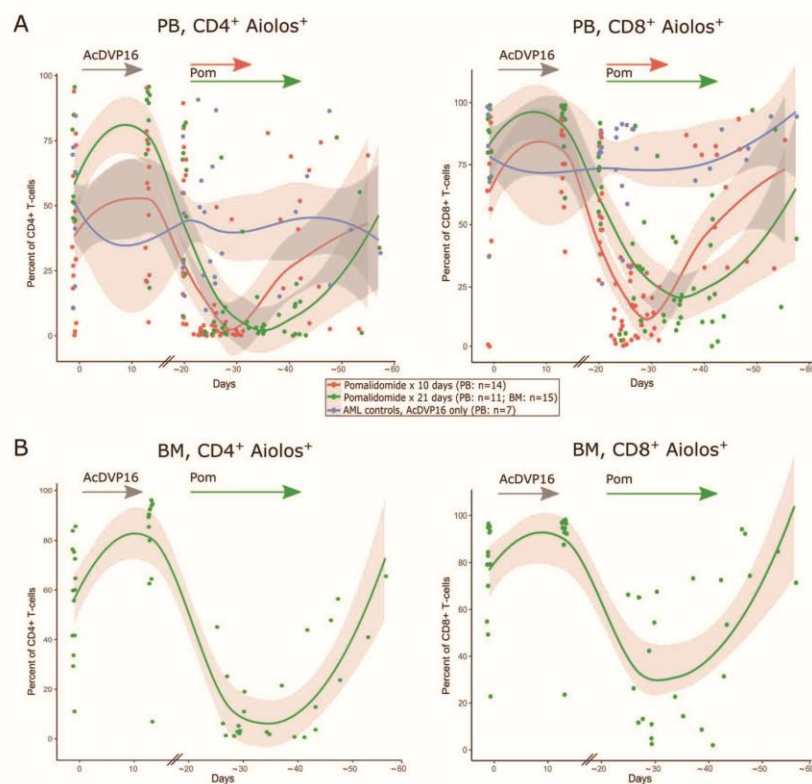 A
PB, CD4+ Aiolos+
AcDVP16
Pom
Percent of CD4+ T-cells
100
75
50
25
0
0
10
~20
~30
~40
~50
~60
Days
PB, CD8+ Aiolos+
AcDVP16
Pom
Percent of CD8+ T-cells
100
75
50
25
0
0
10
~20
~30
~40
~50
~60
Days
Pomalidomide x 10 days (PB: n=14)
Pomalidomide x 21 days (PB: n=11; BM: n=15)
AML controls, AcDVP16 only (PB: n=7)
B
BM, CD4+ Aiolos+
AcDVP16
Pom
Percent of CD4+ T-cells
100
80
60
40
20
0
0
10
~20
~30
~40
~50
~60
Days
BM, CD8+ Aiolos+
AcDVP16
Pom
Percent of CD8+ T-cells
100
80
60
40
20
0
0
10
~20
~30
~40
~50
~60
Days